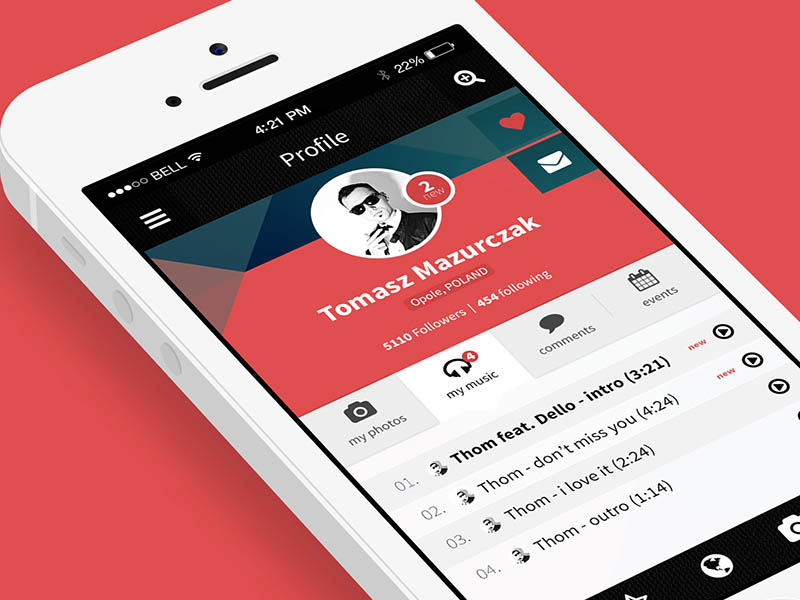 BELL 4:21 PM 22%
Profile
2
new
Tomasz Mazurczak
Opole, POLAND
5110 Followers | 454 following
my photos
4
my music
comments
events
01. Thom feat. Dello - intro (3:21) new
02. Thom - don't miss you (4:24) new
03. Thom - i love it (2:24)
04. Thom - outro (1:14)